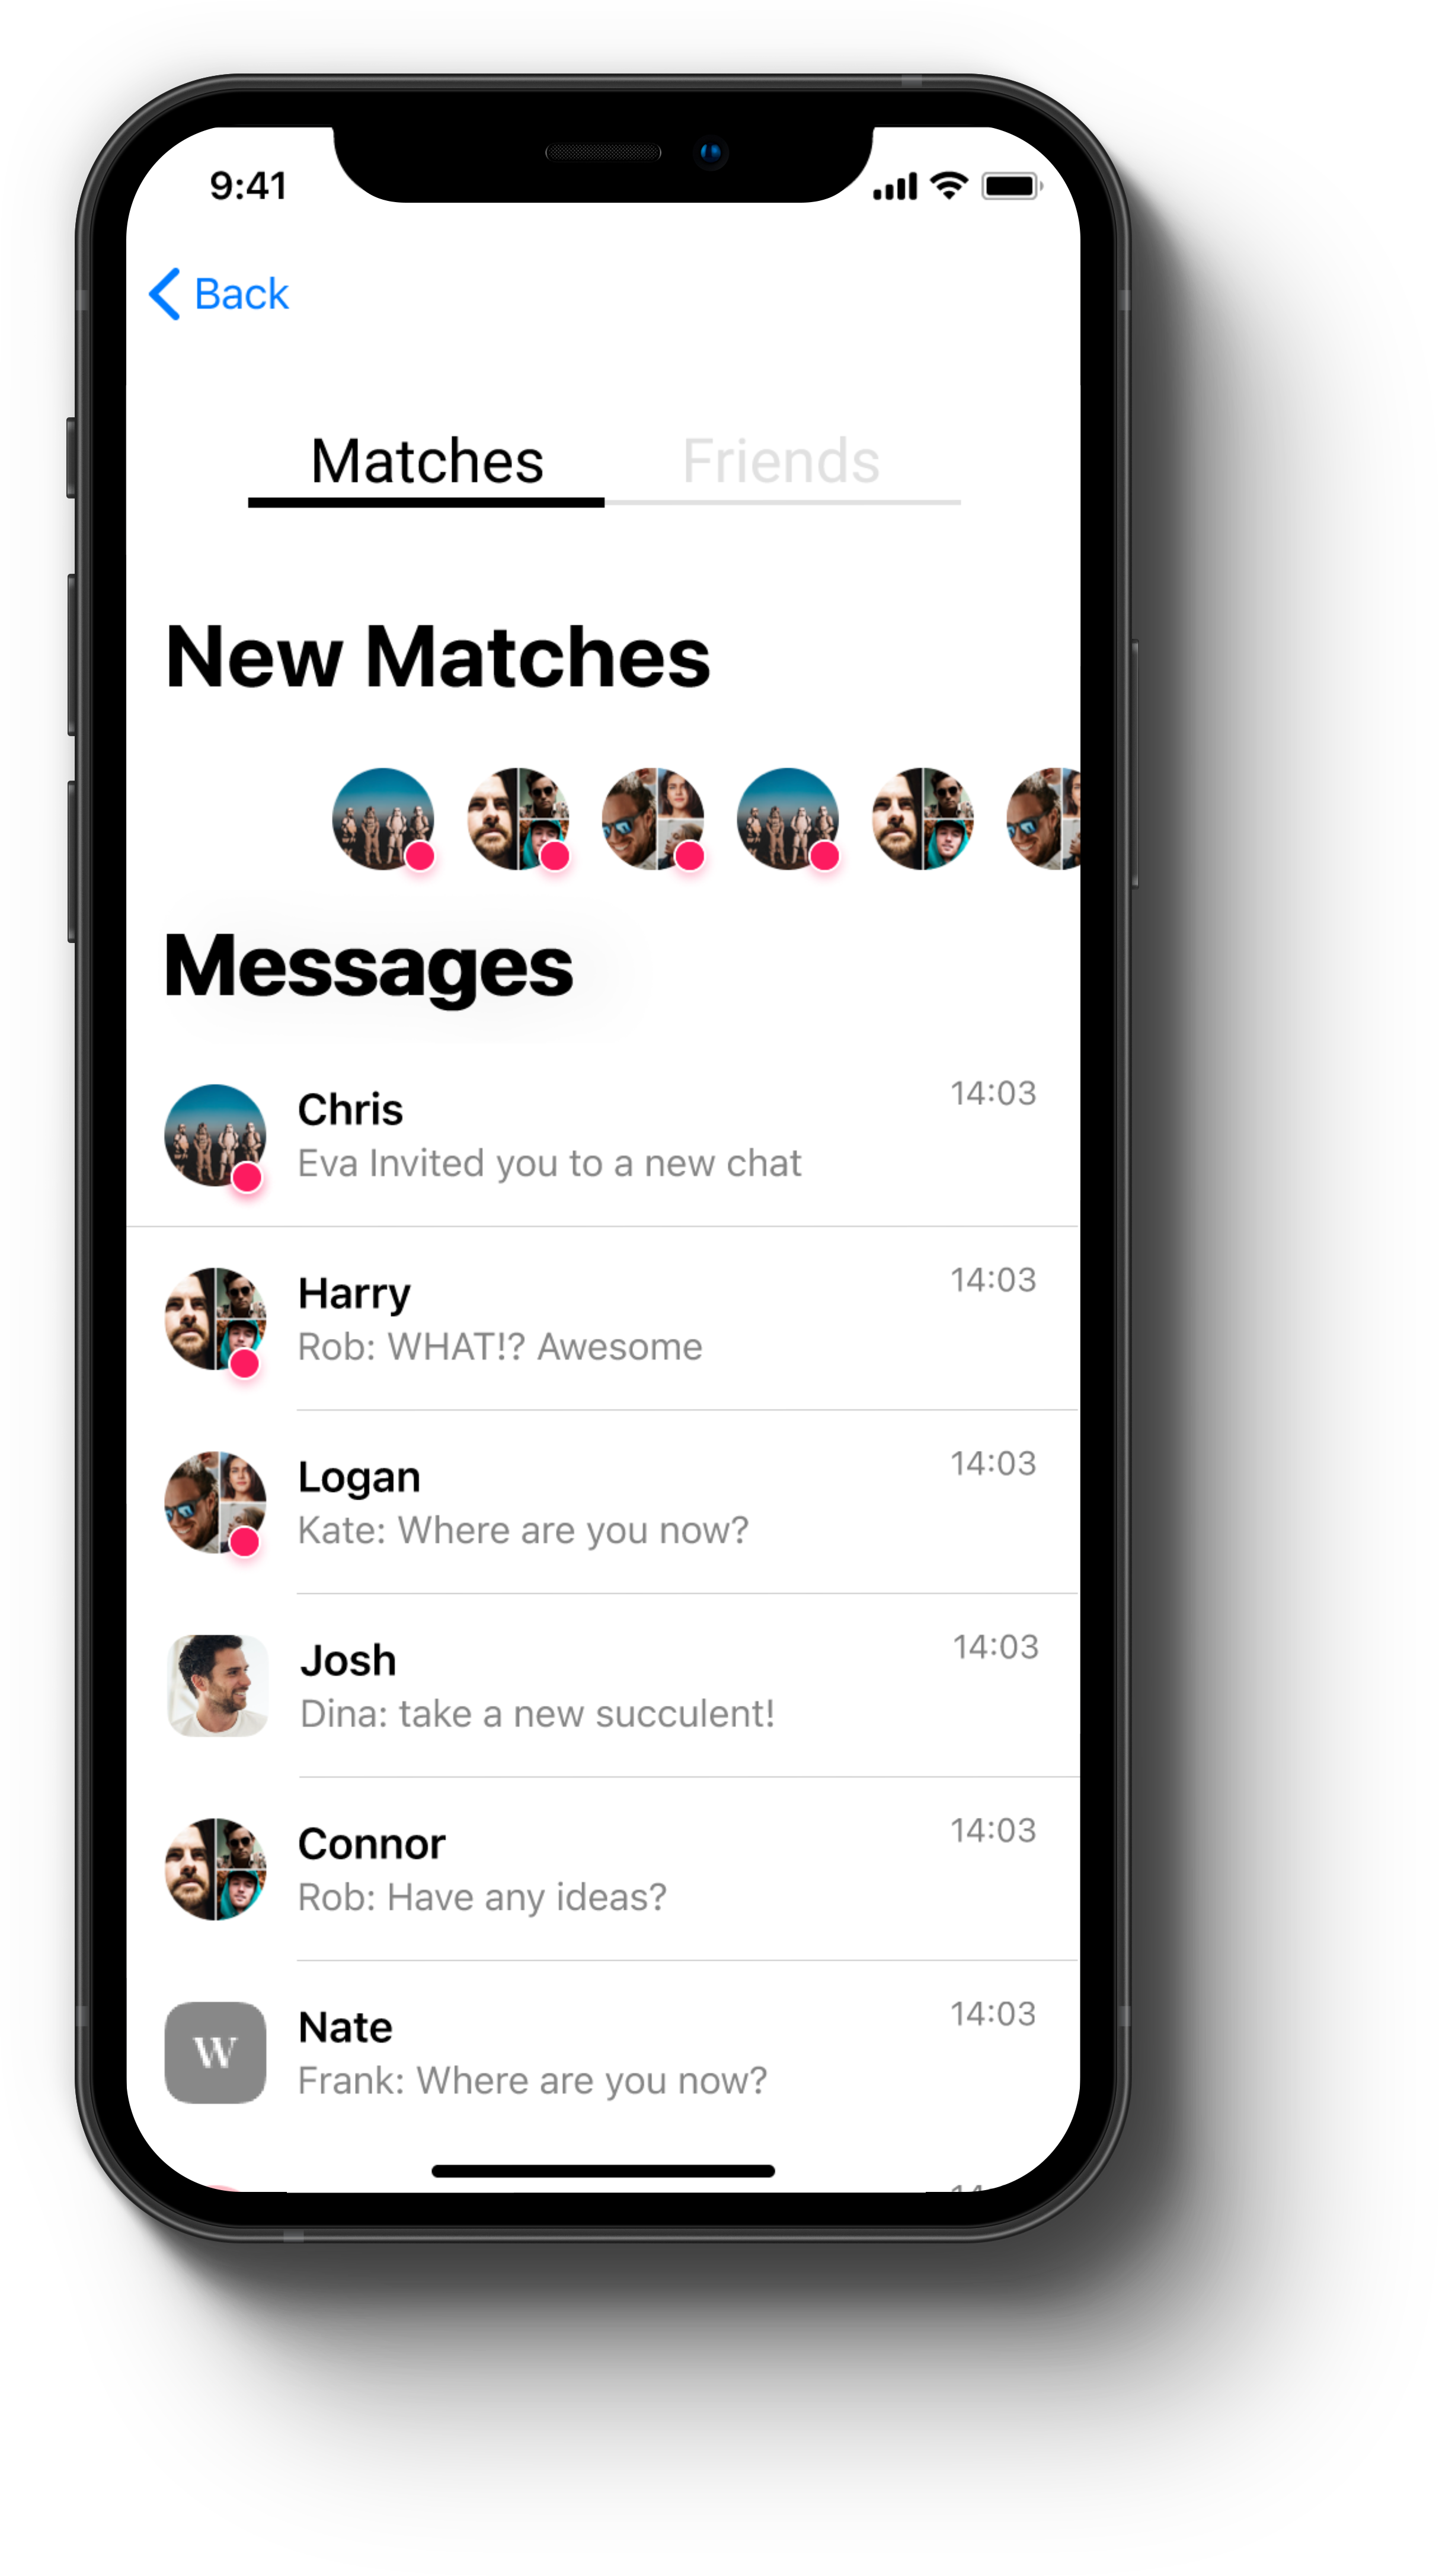 9:41
Back
Matches Friends
New Matches
Messages
Chris 14:03
Eva Invited you to a new chat
Harry 14:03
Rob: WHAT!? Awesome
Logan 14:03
Kate: Where are you now?
Josh 14:03
Dina: take a new succulent!
Connor 14:03
Rob: Have any ideas?
W
Nate 14:03
Frank: Where are you now?